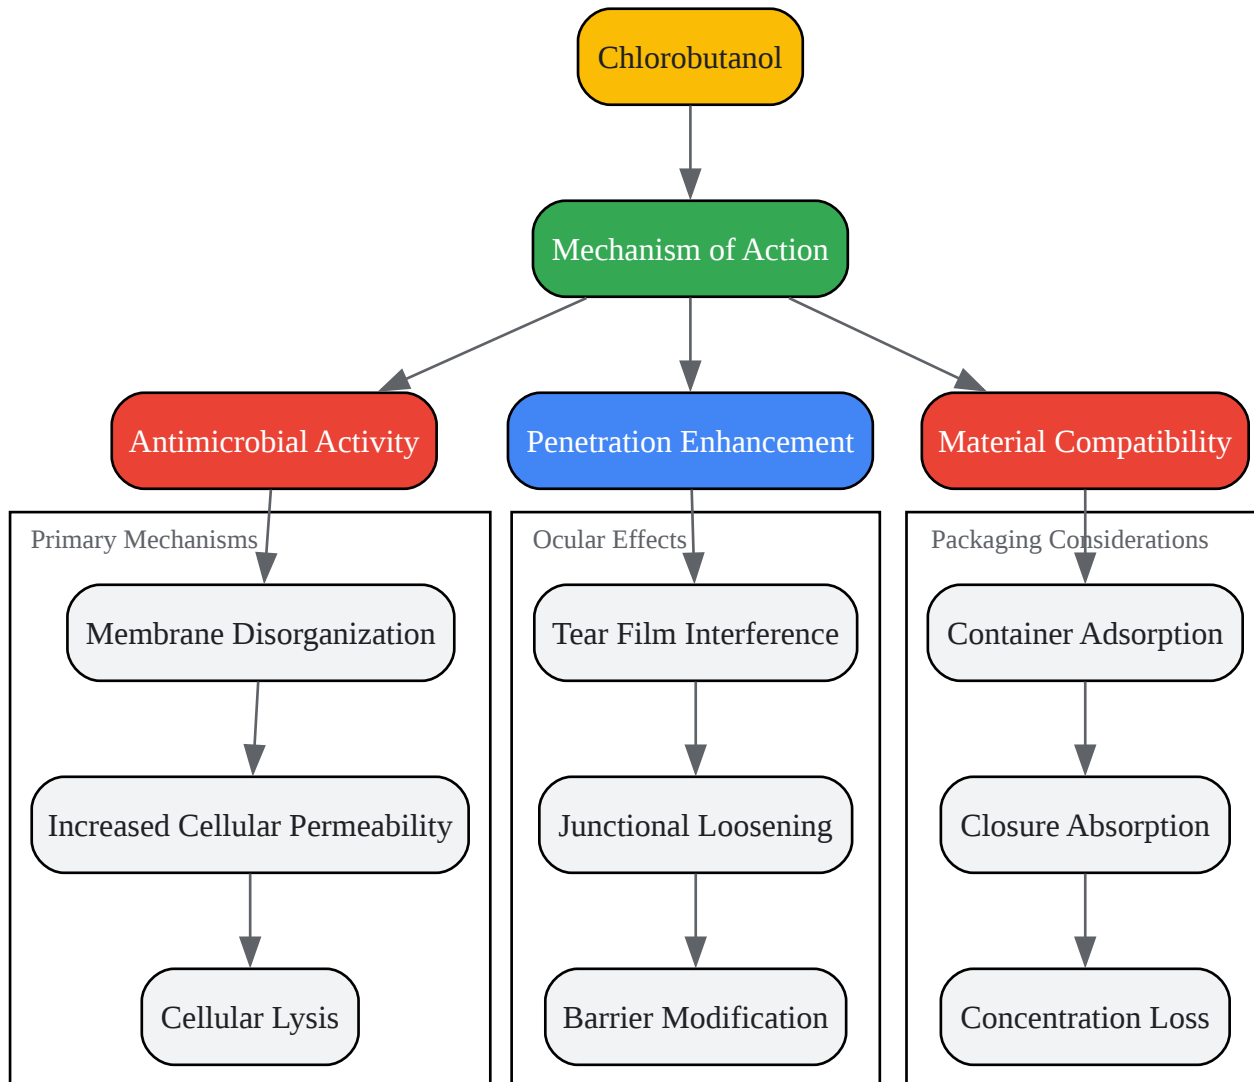 Chlorobutanol
Mechanism of Action
Antimicrobial Activity
Penetration Enhancement
Material Compatibility
Primary Mechanisms
Membrane Disorganization
Increased Cellular Permeability
Cellular Lysis
Ocular Effects
Tear Film Interference
Junctional Loosening
Barrier Modification
Packaging Considerations
Container Adsorption
Closure Absorption
Concentration Loss